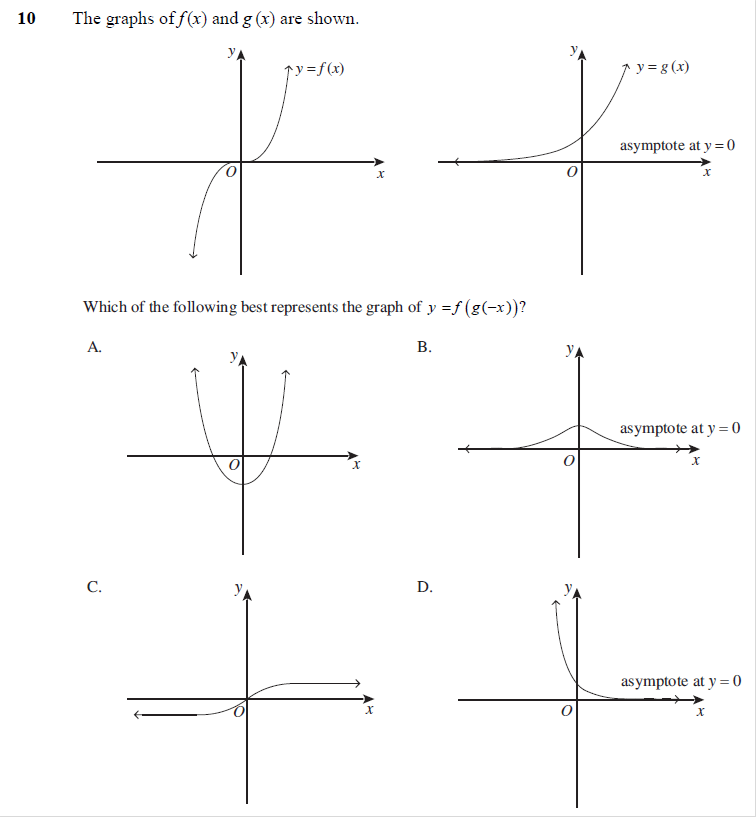 10 The graphs of f(x) and g (x) are shown.
y y = f(x) y y = g (x)
asymptote at y = 0
O x O x
Which of the following best represents the graph of y = f (g(−x))?
A. y B. y
asymptote at y = 0
O x O x
C. y D. y
asymptote at y = 0
O x O x